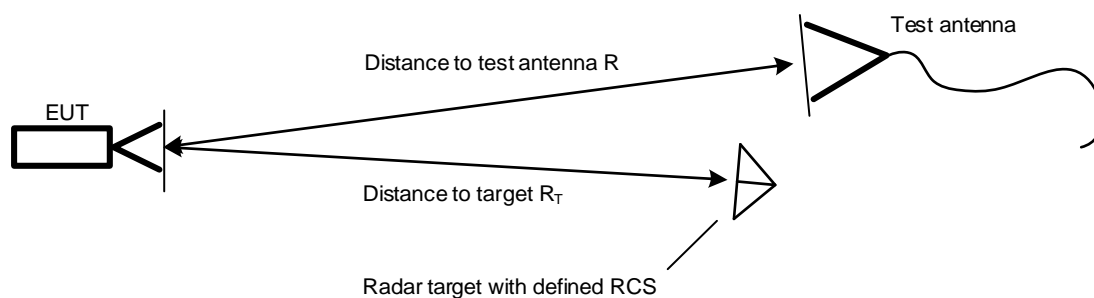 Test antenna
Distance to test antenna R
EUT
Distance to target R_T
Radar target with defined RCS